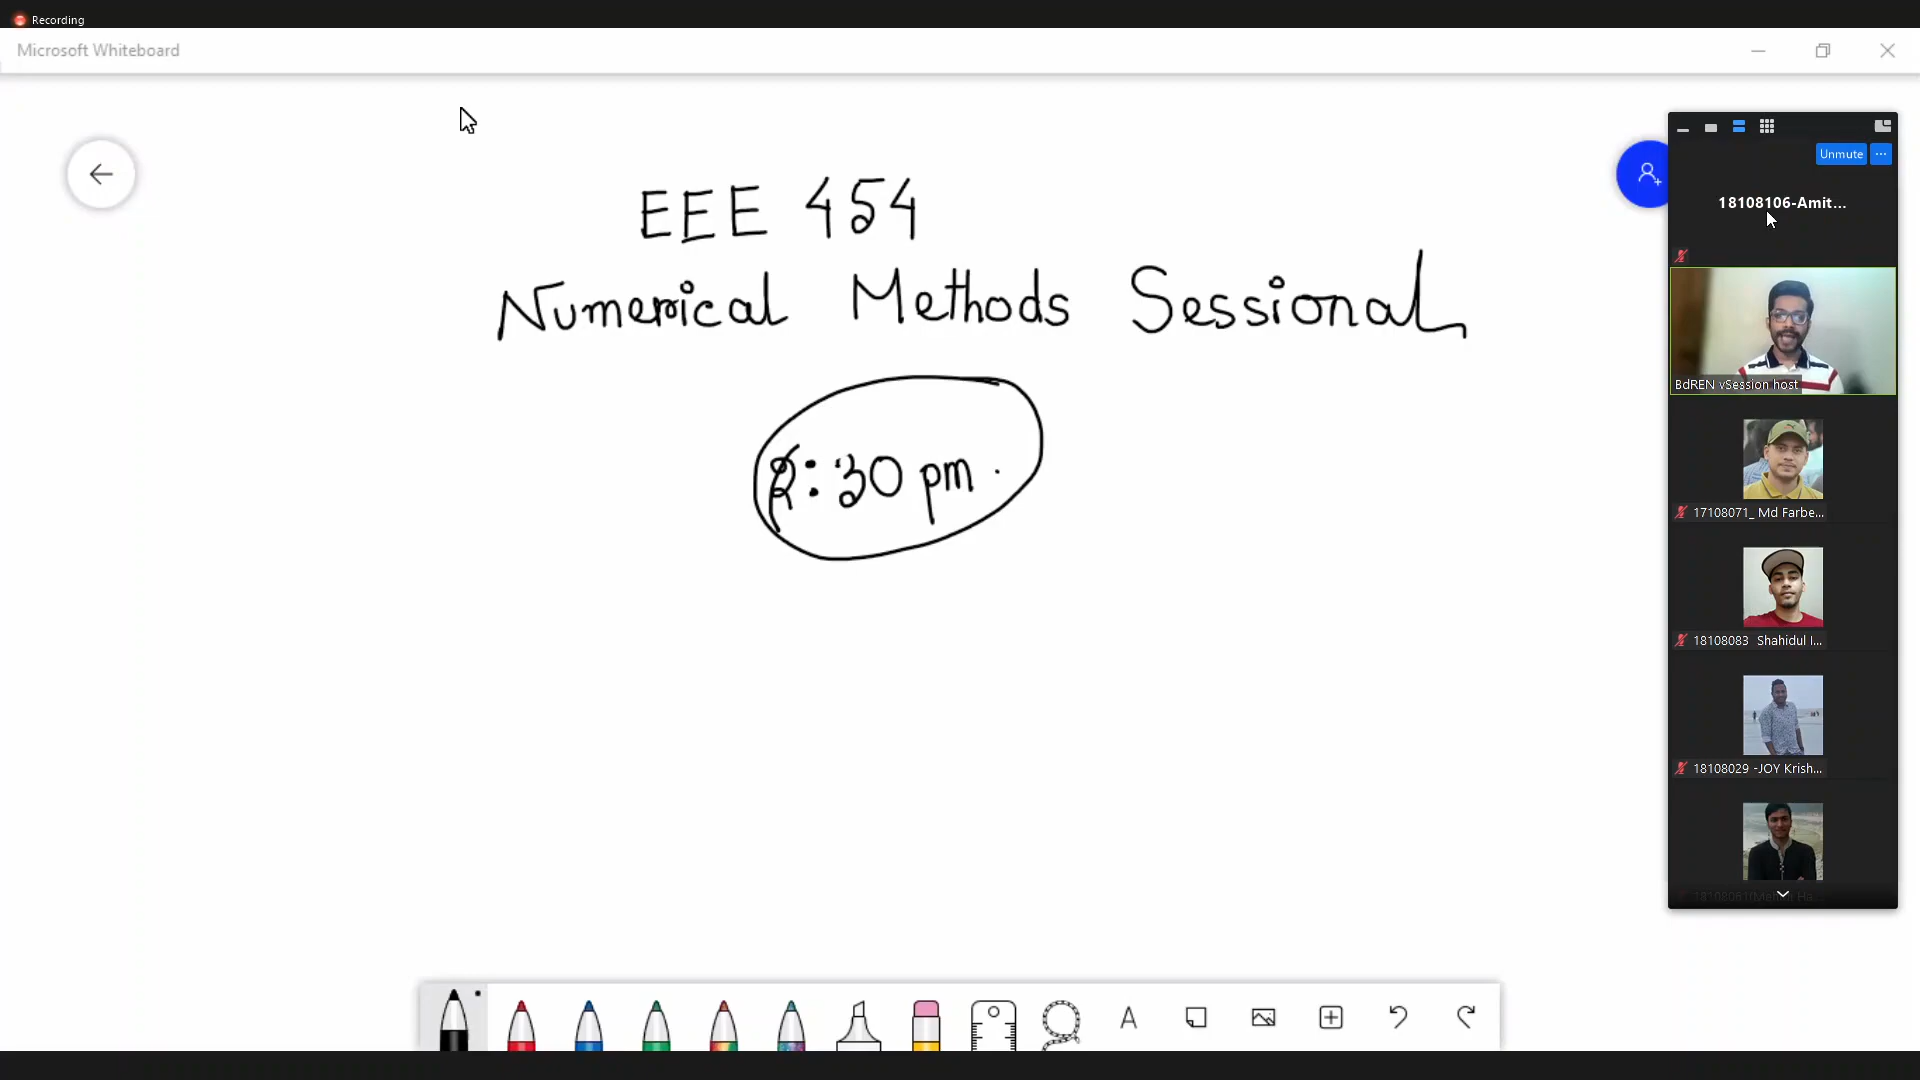 Recording
Microsoft Whiteboard
Unmute
18108106-Amit...
EEE 454
Numerical Methods Sessional
2:30 pm.
BdREN vSession host
17108071_ Md Farbe...
18108083 Shahidul I...
18108029 -JOY Krish...